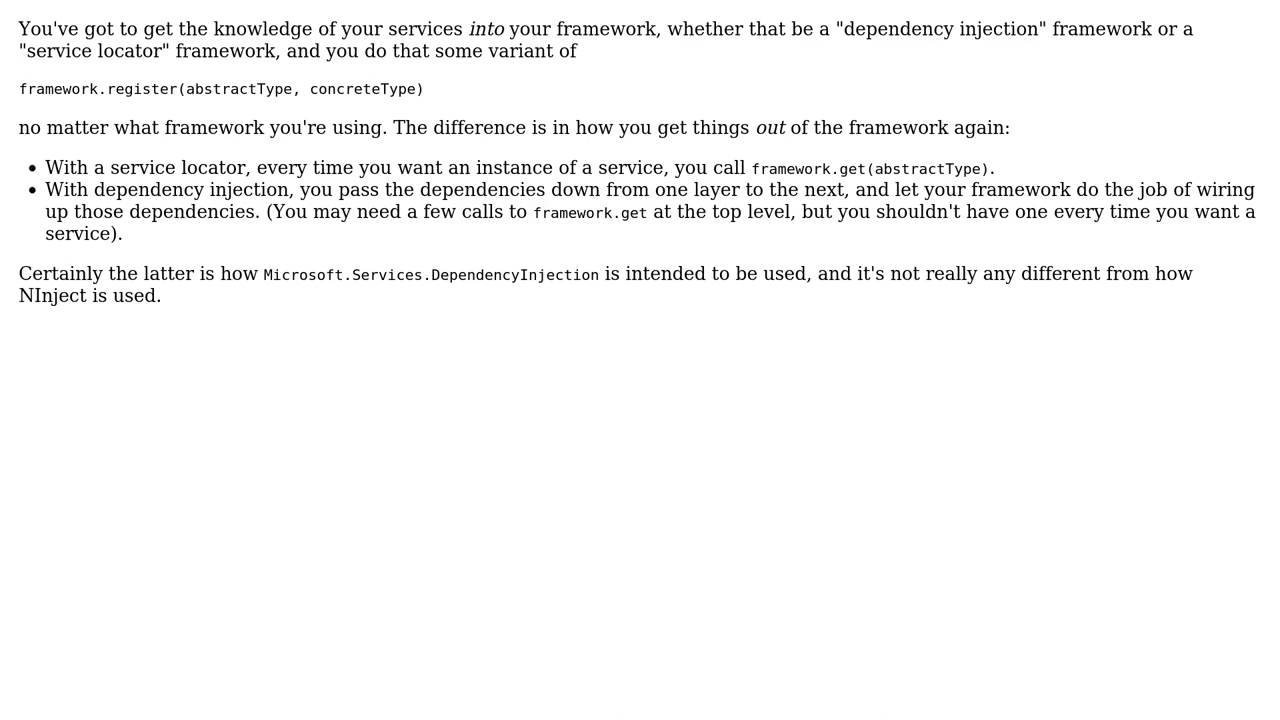 You've got to get the knowledge of your services into your framework, whether that be a "dependency injection" framework or a
"service locator" framework, and you do that some variant of
framework.register(abstractType, concreteType)
no matter what framework you're using. The difference is in how you get things out of the framework again:
• With a service locator, every time you want an instance of a service, you call framework.get(abstractType).
• With dependency injection, you pass the dependencies down from one layer to the next, and let your framework do the job of wiring
up those dependencies. (You may need a few calls to framework.get at the top level, but you shouldn't have one every time you want a
service).
Certainly the latter is how Microsoft.Services.DependencyInjection is intended to be used, and it's not really any different from how
NInject is used.